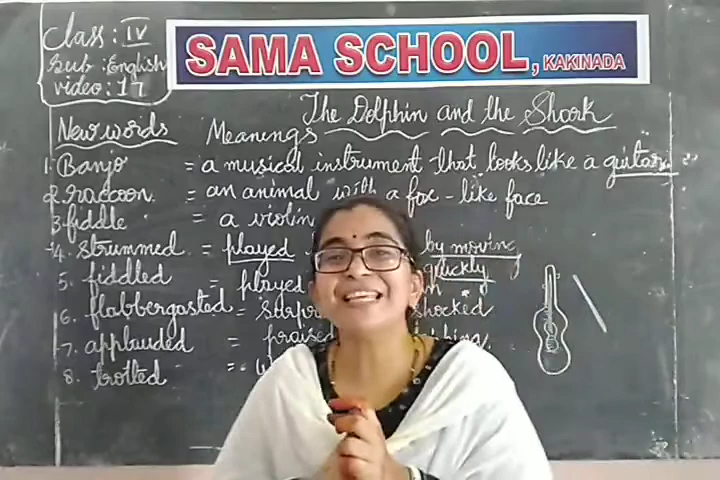 Class: IV
Sub: English
Video: 17
SAMA SCHOOL, KAKINADA
The Dolphin and the Shark
New words Meanings
1. Banjo = a musical instrument that looks like a guitar
2. raccoon = an animal with a fox-like face
3. fiddle = a violin
4. strummed = played by moving
5. fiddled = played quickly
6. flabbergasted = shocked
7. applauded = praised
8. trotted =